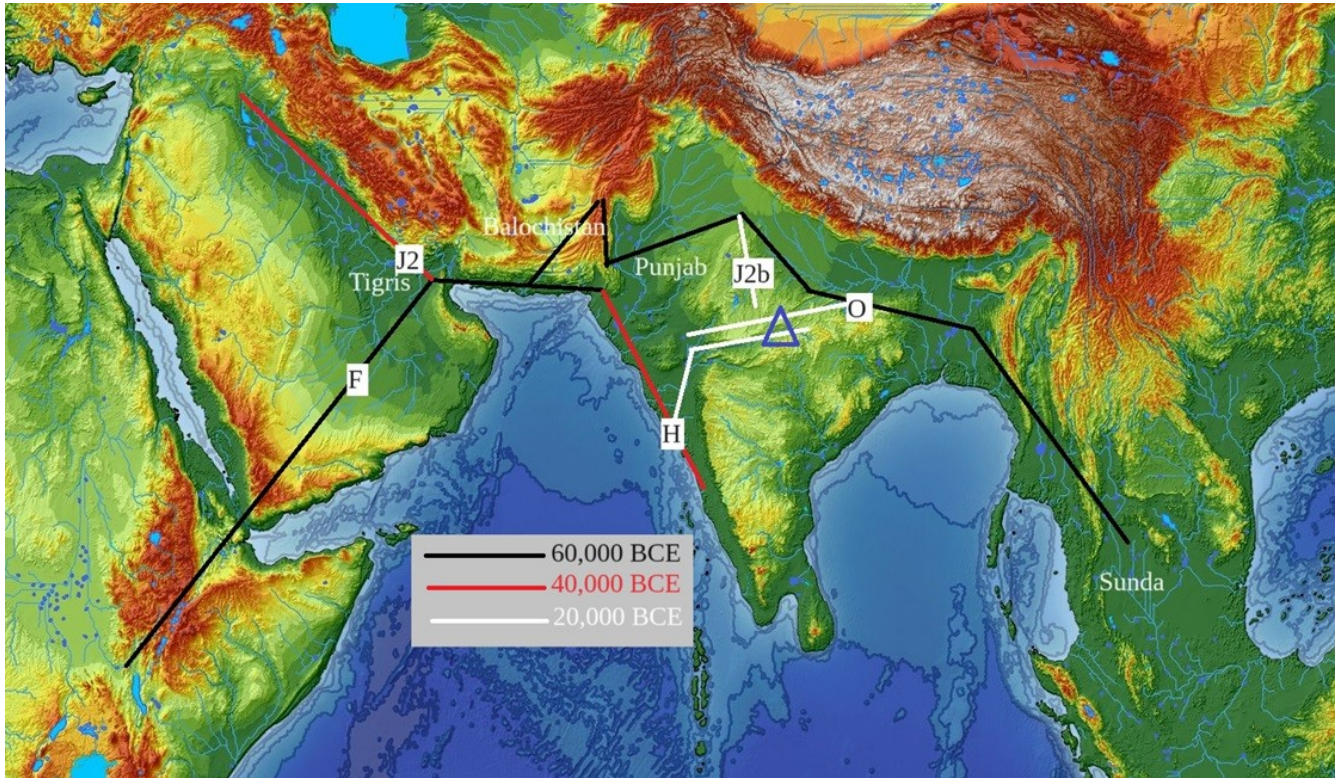 Balochistan
J2
Punjab
J2b
Tigris
O
F
H
60,000 BCE
40,000 BCE
20,000 BCE
Sunda